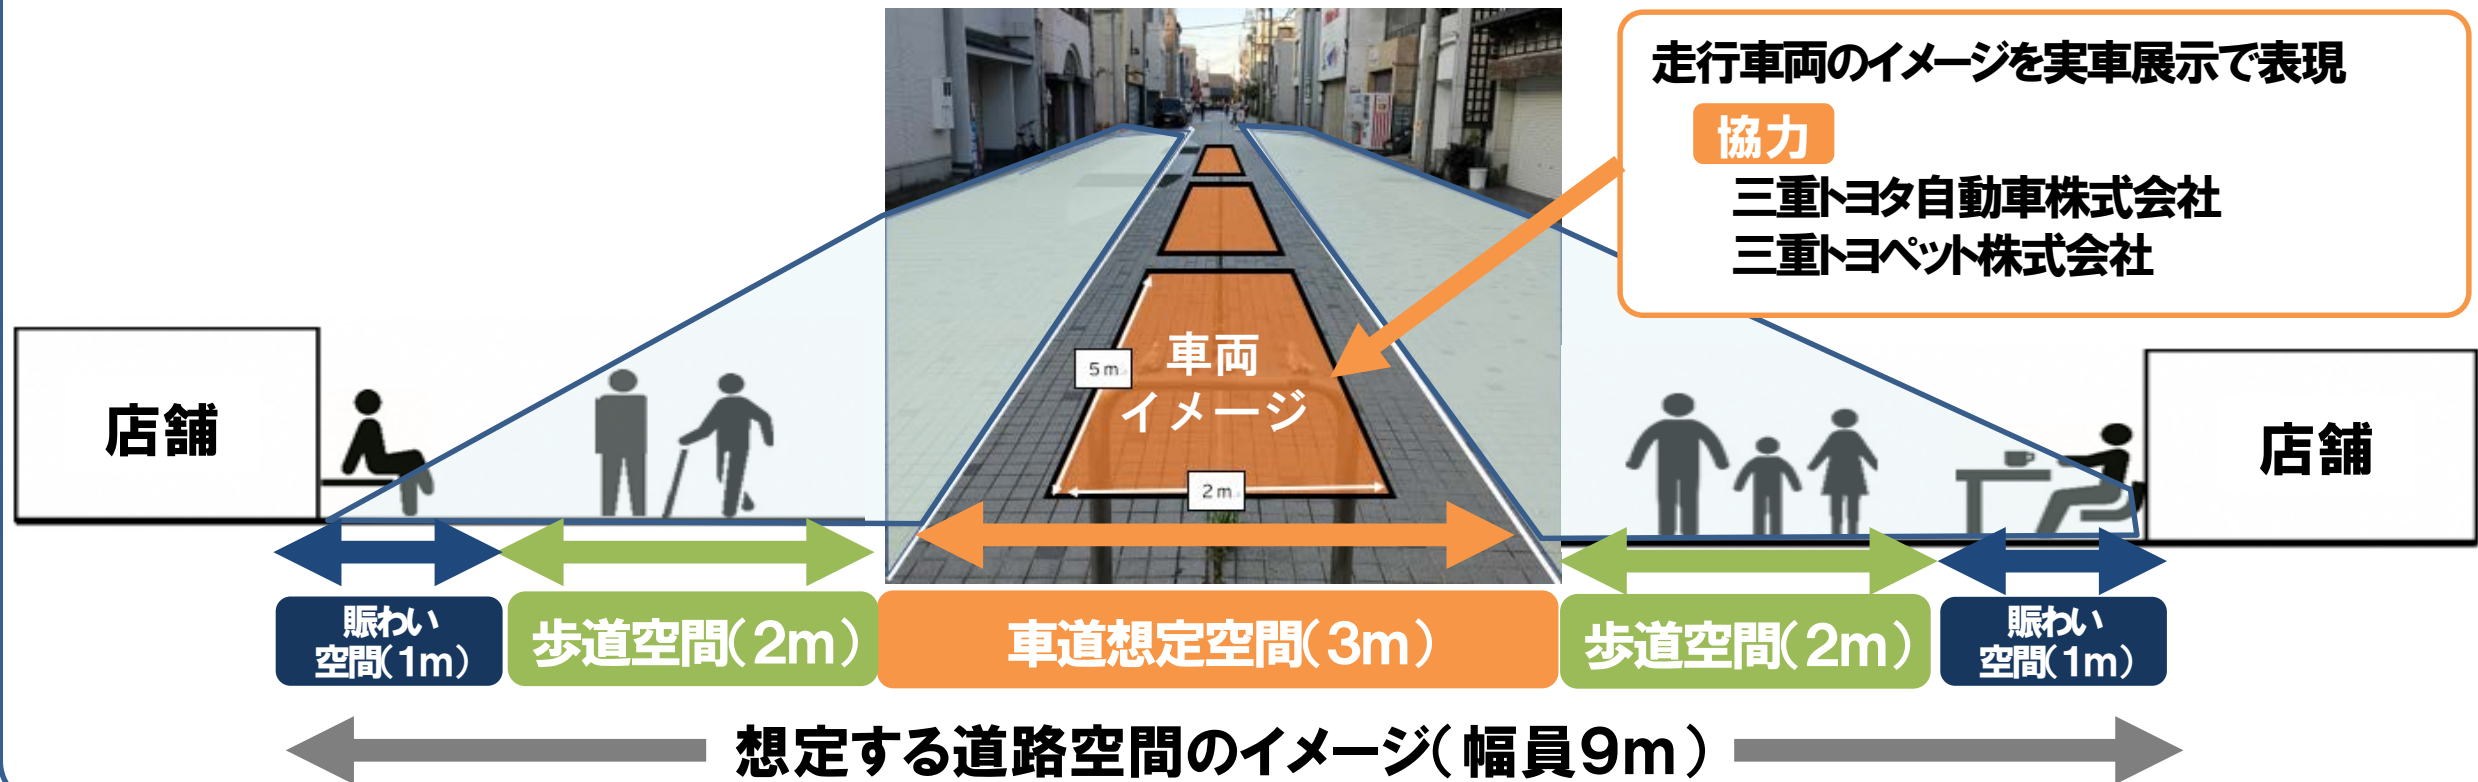 走行車両のイメージを実車展示で表現
協力
三重トヨタ自動車株式会社
三重トヨペット株式会社
店舗
5m
車両
イメージ
2m
店舗
賑わい
空間(1m)
歩道空間(2m)
車道想定空間(3m)
歩道空間(2m)
賑わい
空間(1m)
想定する道路空間のイメージ(幅員9m)